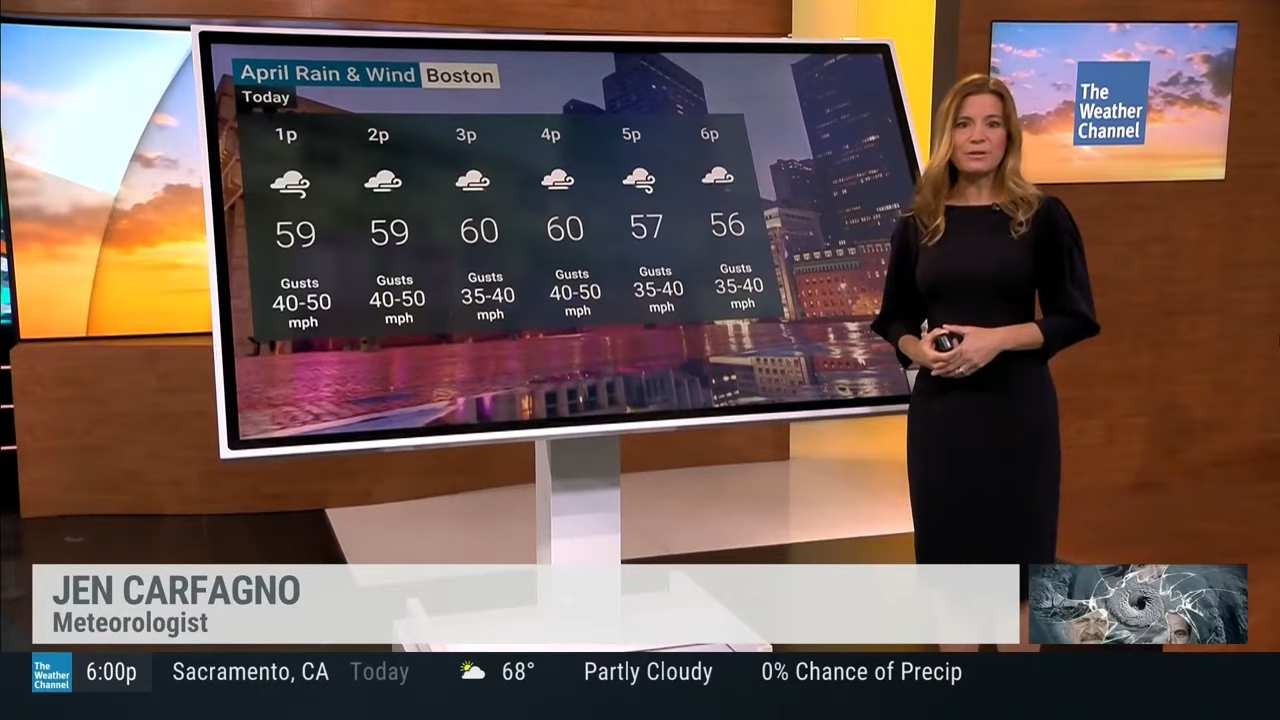 April Rain & Wind Boston
Today
1p 2p 3p 4p 5p 6p
59 59 60 60 57 56
Gusts Gusts Gusts Gusts Gusts Gusts
40-50 40-50 35-40 40-50 35-40 35-40
mph mph mph mph mph mph
The
Weather
Channel
JEN CARFAGNO
Meteorologist
The
Weather
Channel
6:00p Sacramento, CA Today 68° Partly Cloudy 0% Chance of Precip